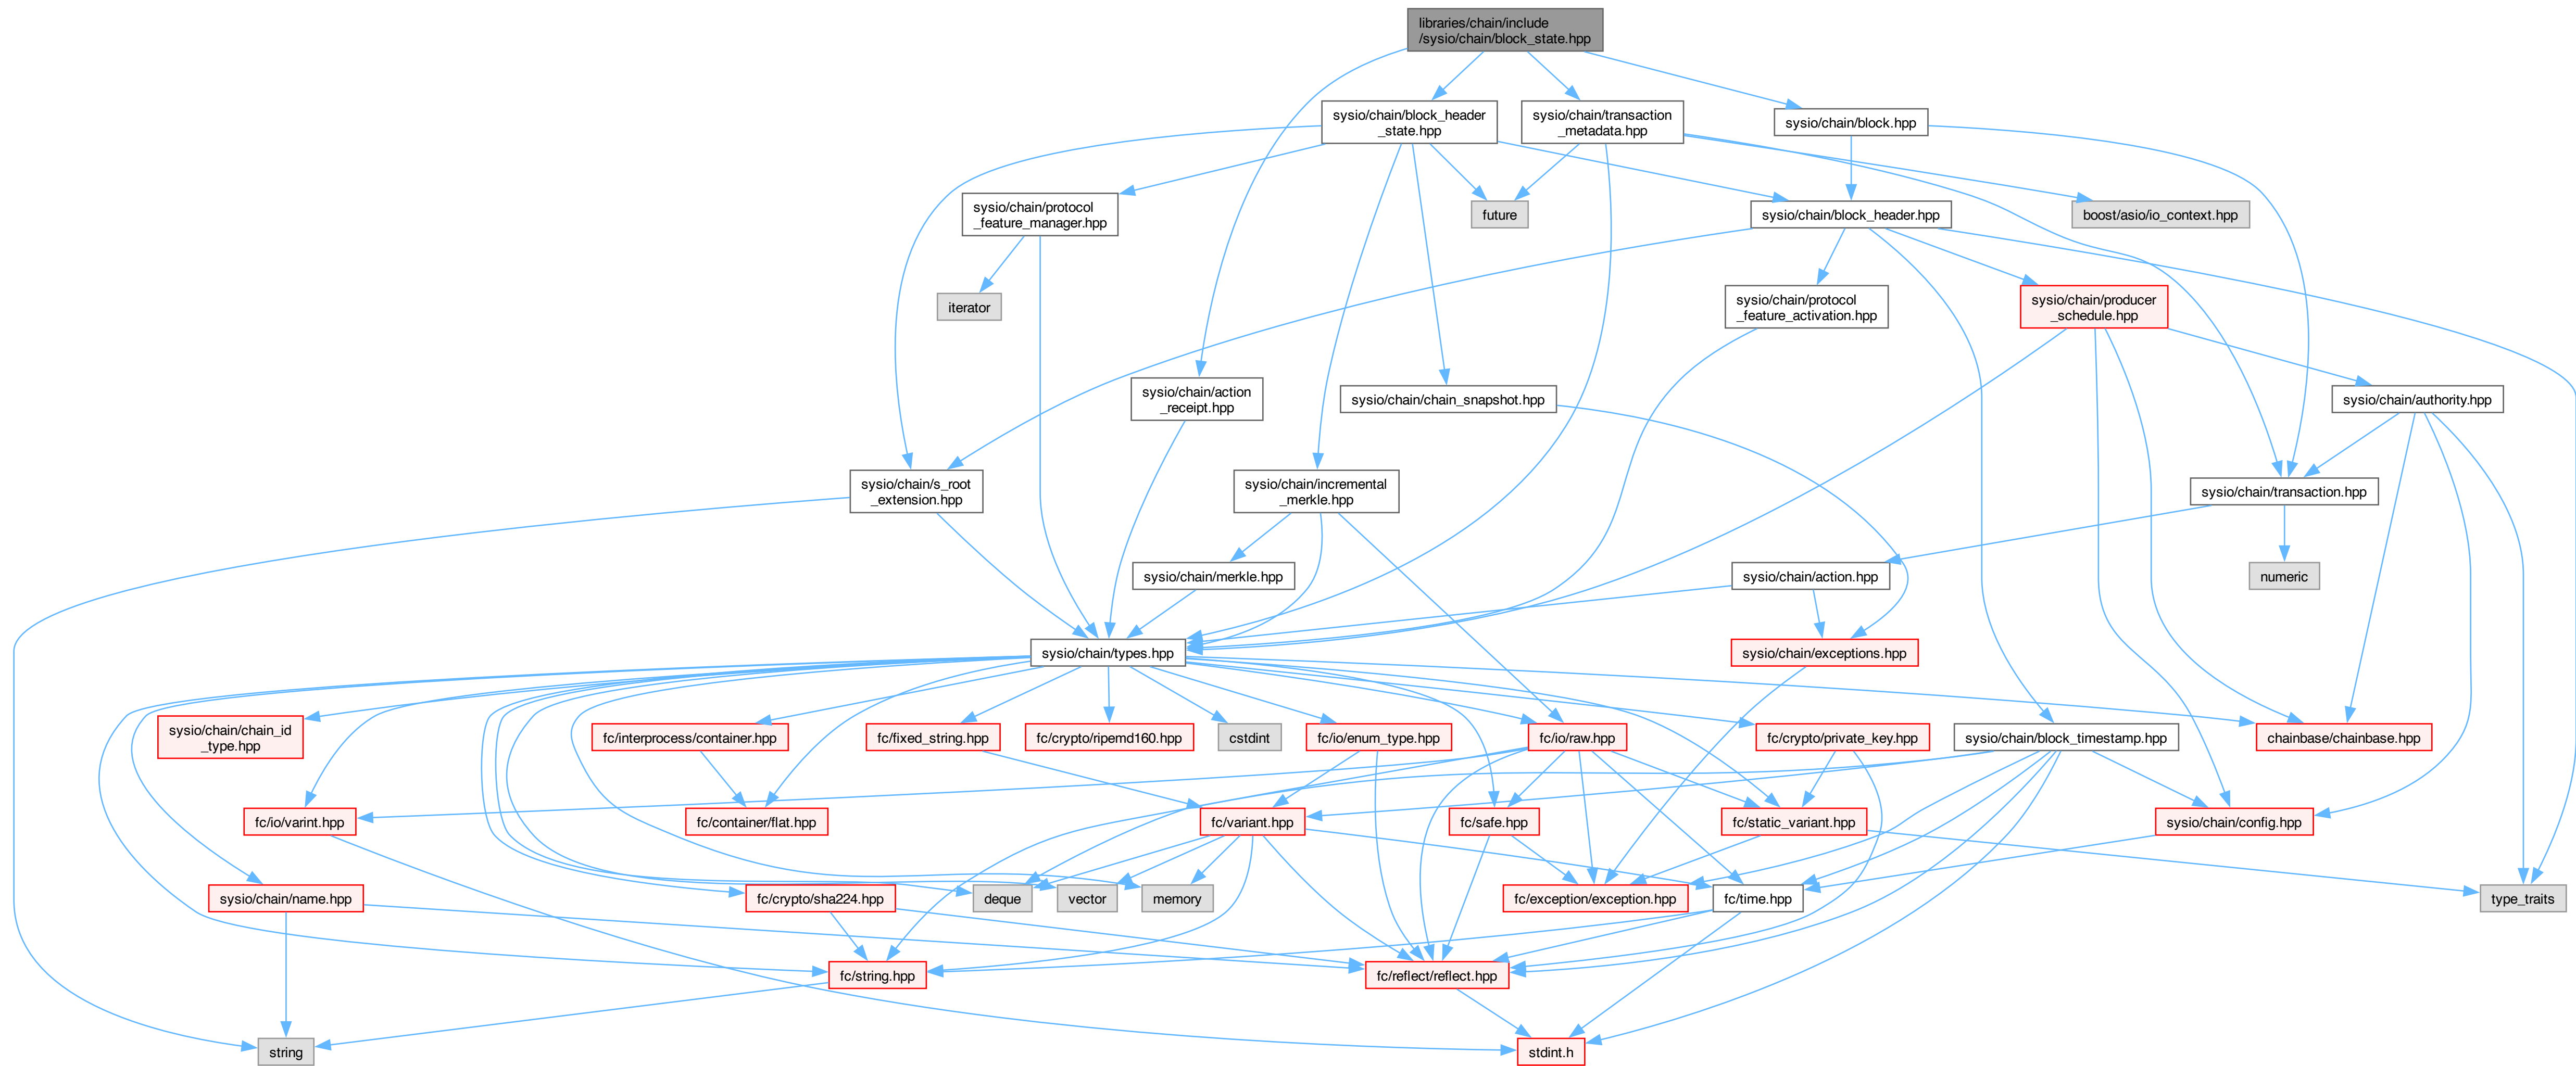 libraries/chain/include
/sysio/chain/block_state.hpp
sysio/chain/block_header
_state.hpp
sysio/chain/transaction
_metadata.hpp
sysio/chain/block.hpp
sysio/chain/protocol
_feature_manager.hpp
future
sysio/chain/block_header.hpp
boost/asio/io_context.hpp
iterator
sysio/chain/protocol
_feature_activation.hpp
sysio/chain/producer
_schedule.hpp
sysio/chain/action
_receipt.hpp
sysio/chain/chain_snapshot.hpp
sysio/chain/authority.hpp
sysio/chain/s_root
_extension.hpp
sysio/chain/incremental
_merkle.hpp
sysio/chain/transaction.hpp
sysio/chain/merkle.hpp
sysio/chain/action.hpp
numeric
sysio/chain/types.hpp
sysio/chain/exceptions.hpp
sysio/chain/chain_id
_type.hpp
fc/interprocess/container.hpp
fc/fixed_string.hpp
fc/crypto/ripemd160.hpp
cstdint
fc/io/enum_type.hpp
fc/io/raw.hpp
fc/crypto/private_key.hpp
sysio/chain/block_timestamp.hpp
chainbase/chainbase.hpp
fc/io/varint.hpp
fc/container/flat.hpp
fc/variant.hpp
fc/safe.hpp
fc/static_variant.hpp
sysio/chain/config.hpp
sysio/chain/name.hpp
fc/crypto/sha224.hpp
deque
vector
memory
fc/exception/exception.hpp
fc/time.hpp
type_traits
fc/string.hpp
fc/reflect/reflect.hpp
string
stdint.h